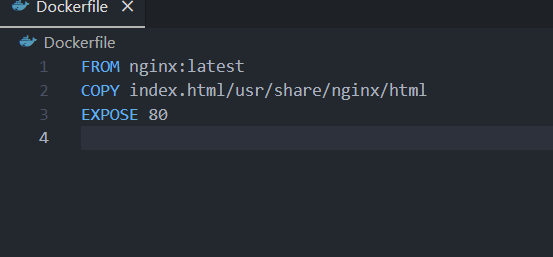 Dockerfile ×
Dockerfile
1 FROM nginx:latest
2 COPY index.html/usr/share/nginx/html
3 EXPOSE 80
4